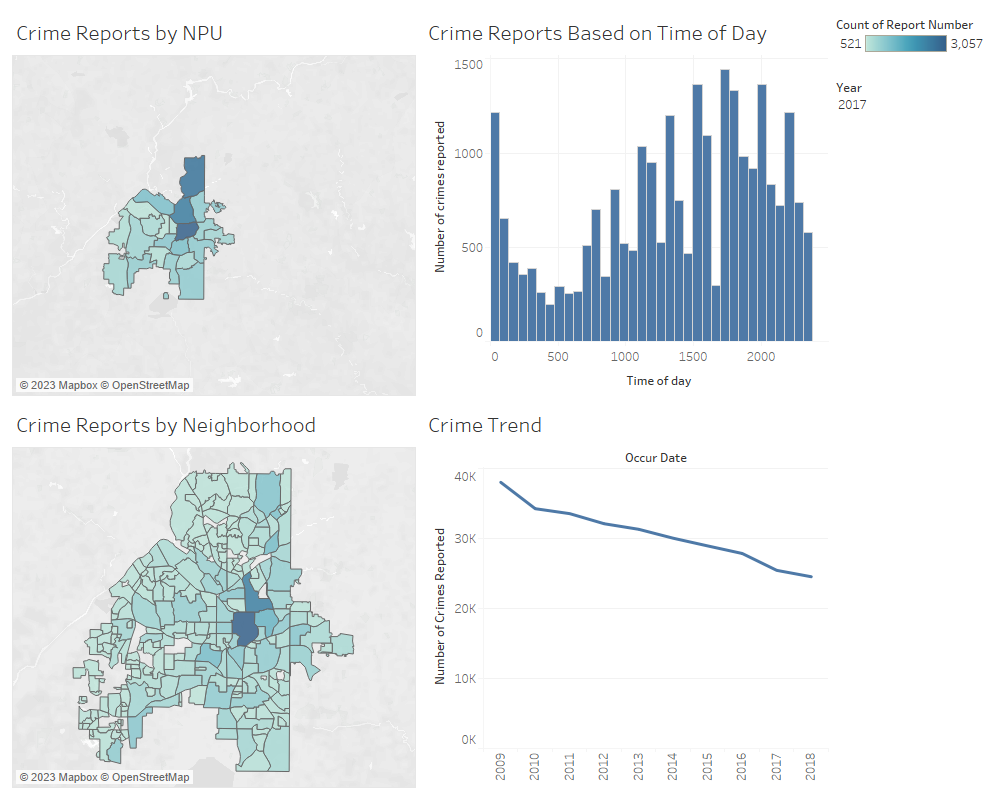 Crime Reports by NPU
© 2023 Mapbox © OpenStreetMap
Crime Reports Based on Time of Day
Number of crimes reported
1500
1000
500
0
0 500 1000 1500 2000
Time of day
Count of Report Number
521 3,057
Year
2017
Crime Reports by Neighborhood
© 2023 Mapbox © OpenStreetMap
Crime Trend
Occur Date
Number of Crimes Reported
40K
30K
20K
10K
0K
2009 2010 2011 2012 2013 2014 2015 2016 2017 2018